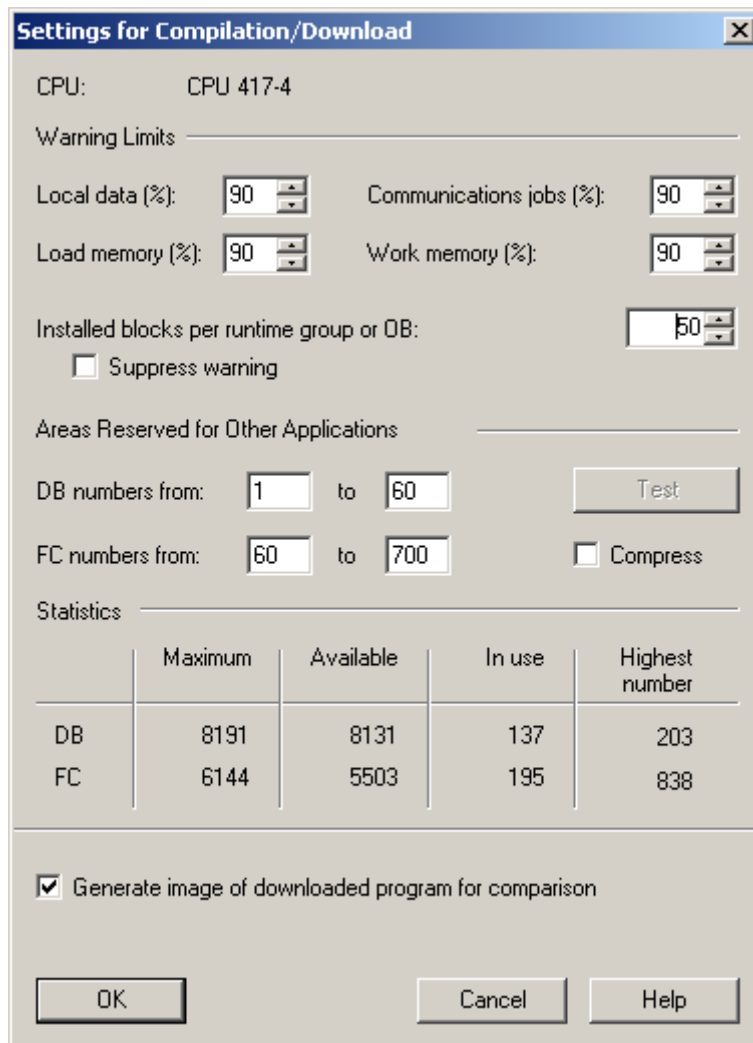 Settings for Compilation/Download
CPU: CPU 417-4
Warning Limits
Local data (%): 90 Communications jobs (%): 90
Load memory (%): 90 Work memory (%): 90
Installed blocks per runtime group or OB: 50
Suppress warning
Areas Reserved for Other Applications
DB numbers from: 1 to 60 Test
FC numbers from: 60 to 700 Compress
Statistics
Maximum Available In use Highest
number
DB 8191 8131 137 203
FC 6144 5503 195 838
Generate image of downloaded program for comparison
OK Cancel Help